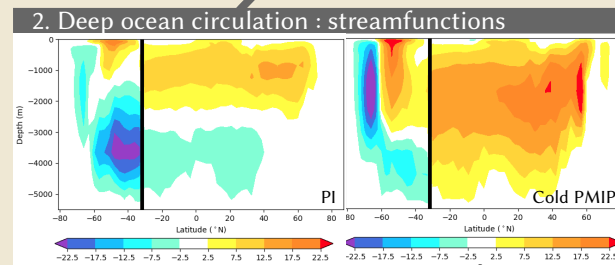 2. Deep ocean circulation : streamfunctions
Depth (m)
0
−1000
−2000
−3000
−4000
−5000
PI
−80 −60 −40 −20 0 20 40 60 80
Latitude (°N)
−22.5 −17.5 −12.5 −7.5 −2.5 2.5 7.5 12.5 17.5 22.5
Cold PMIP
−80 −60 −40 −20 0 20 40 60
Latitude (°N)
−22.5 −17.5 −12.5 −7.5 −2.5 2.5 7.5 12.5 17.5 22.5